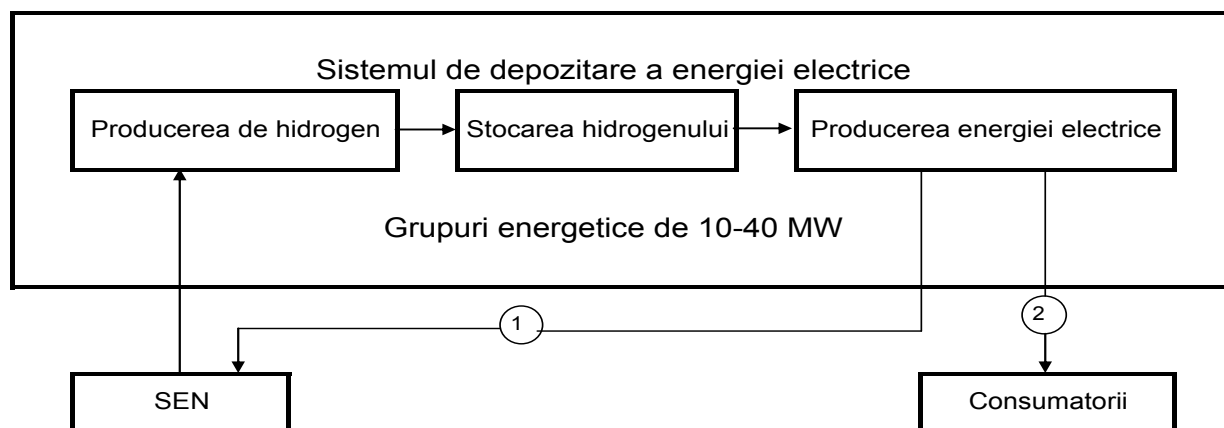 Sistemul de depozitare a energiei electrice
Producerea de hidrogen
Stocarea hidrogenului
Producerea energiei electrice
Grupuri energetice de 10-40 MW
1
2
SEN
Consumatorii